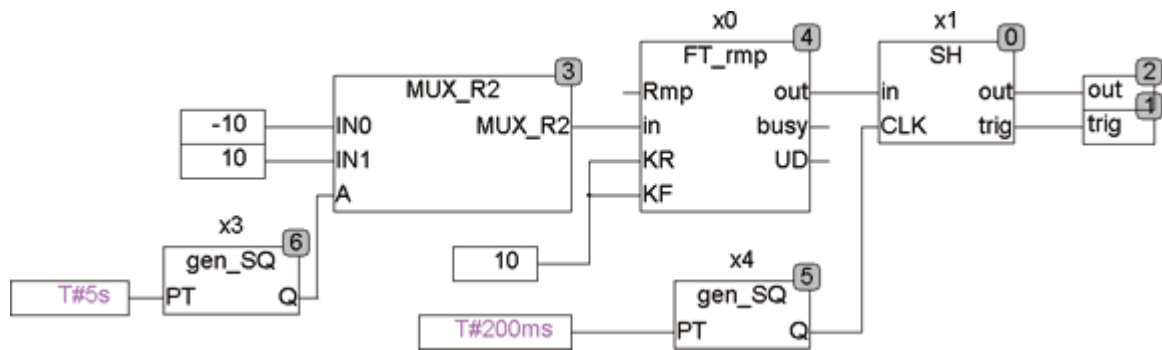 x0
x1
4
0
FT_rmp
SH
3
2
MUX_R2
Rmp
out
in
out
out
-10
IN0
MUX_R2
in
busy
CLK
trig
trig
1
10
IN1
KR
UD
A
KF
x3
6
gen_SQ
10
x4
5
T#5s
PT
Q
gen_SQ
T#200ms
PT
Q